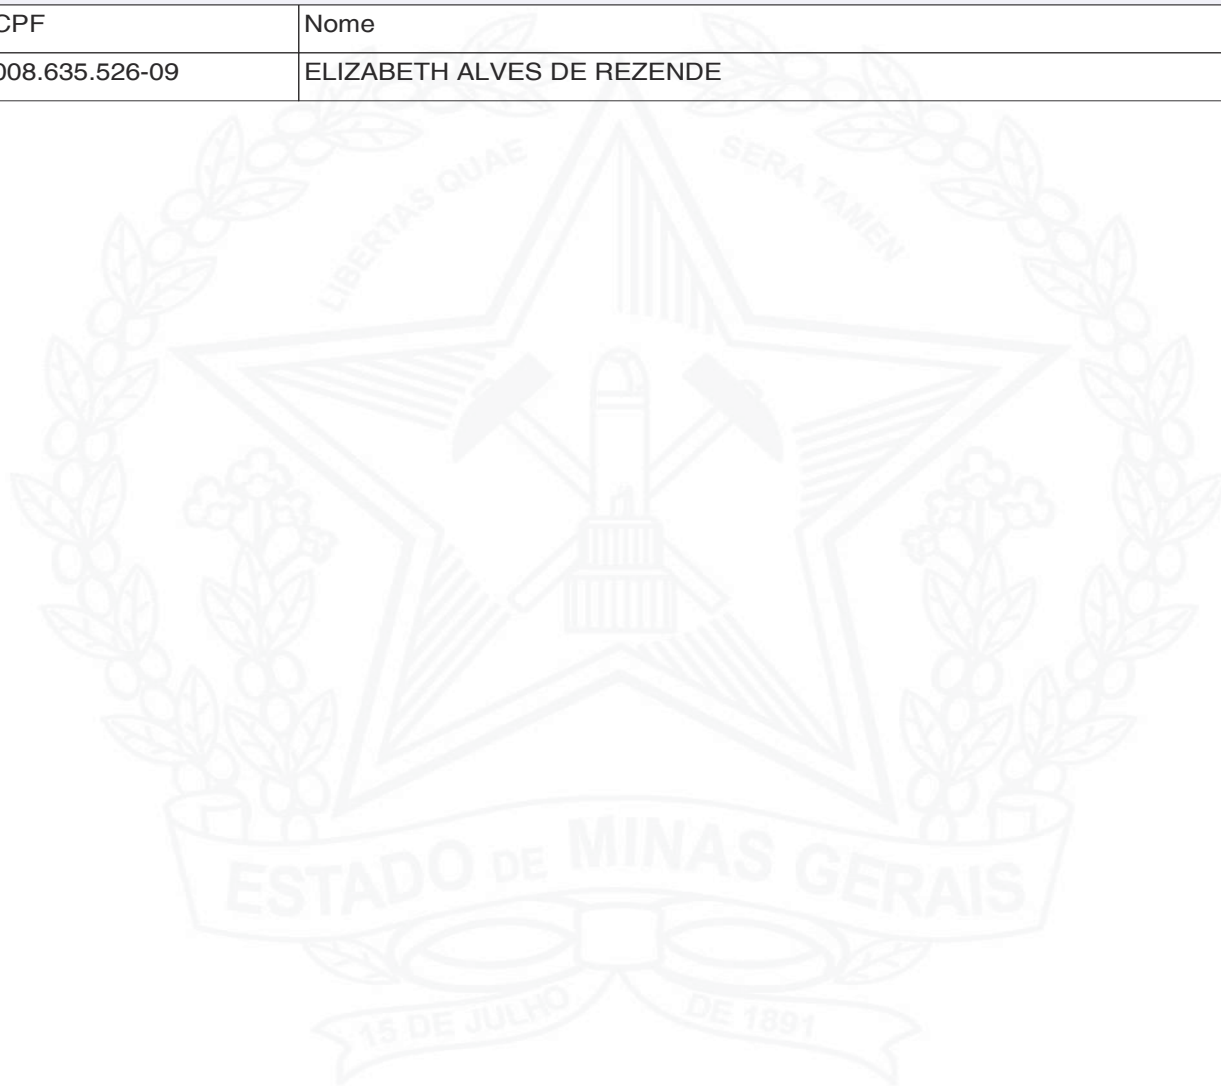 CPF Nome
008.635.526-09 ELIZABETH ALVES DE REZENDE
LIBERTAS QUAE SERA TAMEN
ESTADO DE MINAS GERAIS
15 DE JULHO DE 1891